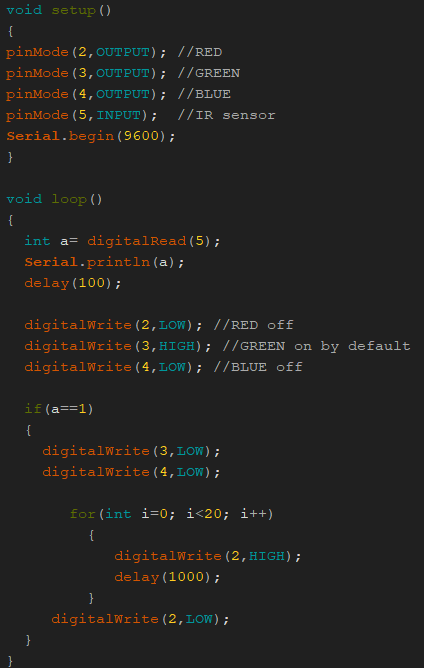 void setup()
{
pinMode(2,OUTPUT); //RED
pinMode(3,OUTPUT); //GREEN
pinMode(4,OUTPUT); //BLUE
pinMode(5,INPUT);  //IR sensor
Serial.begin(9600);
}

void loop()
{
  int a= digitalRead(5);
  Serial.println(a);
  delay(100);

  digitalWrite(2,LOW); //RED off
  digitalWrite(3,HIGH); //GREEN on by default
  digitalWrite(4,LOW); //BLUE off

  if(a==1)
  {
    digitalWrite(3,LOW);
    digitalWrite(4,LOW);

       for(int i=0; i<20; i++)
         {
            digitalWrite(2,HIGH);
            delay(1000);
         }
     digitalWrite(2,LOW);
  }
}